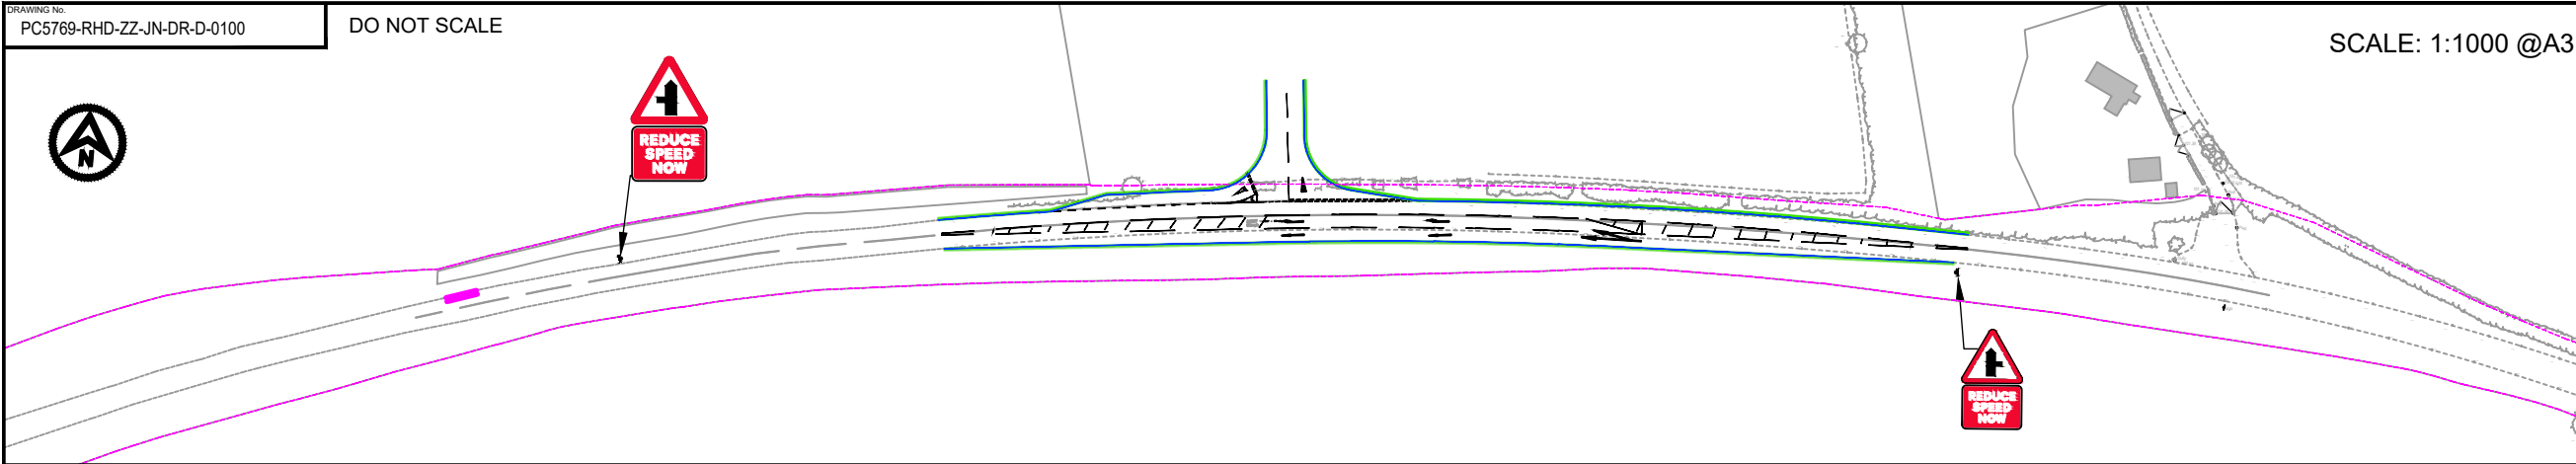 DRAWING No.
PC5769-RHD-ZZ-JN-DR-D-0100
DO NOT SCALE
SCALE: 1:1000 @A3
N
REDUCE
SPEED
NOW
REDUCE
SPEED
NOW